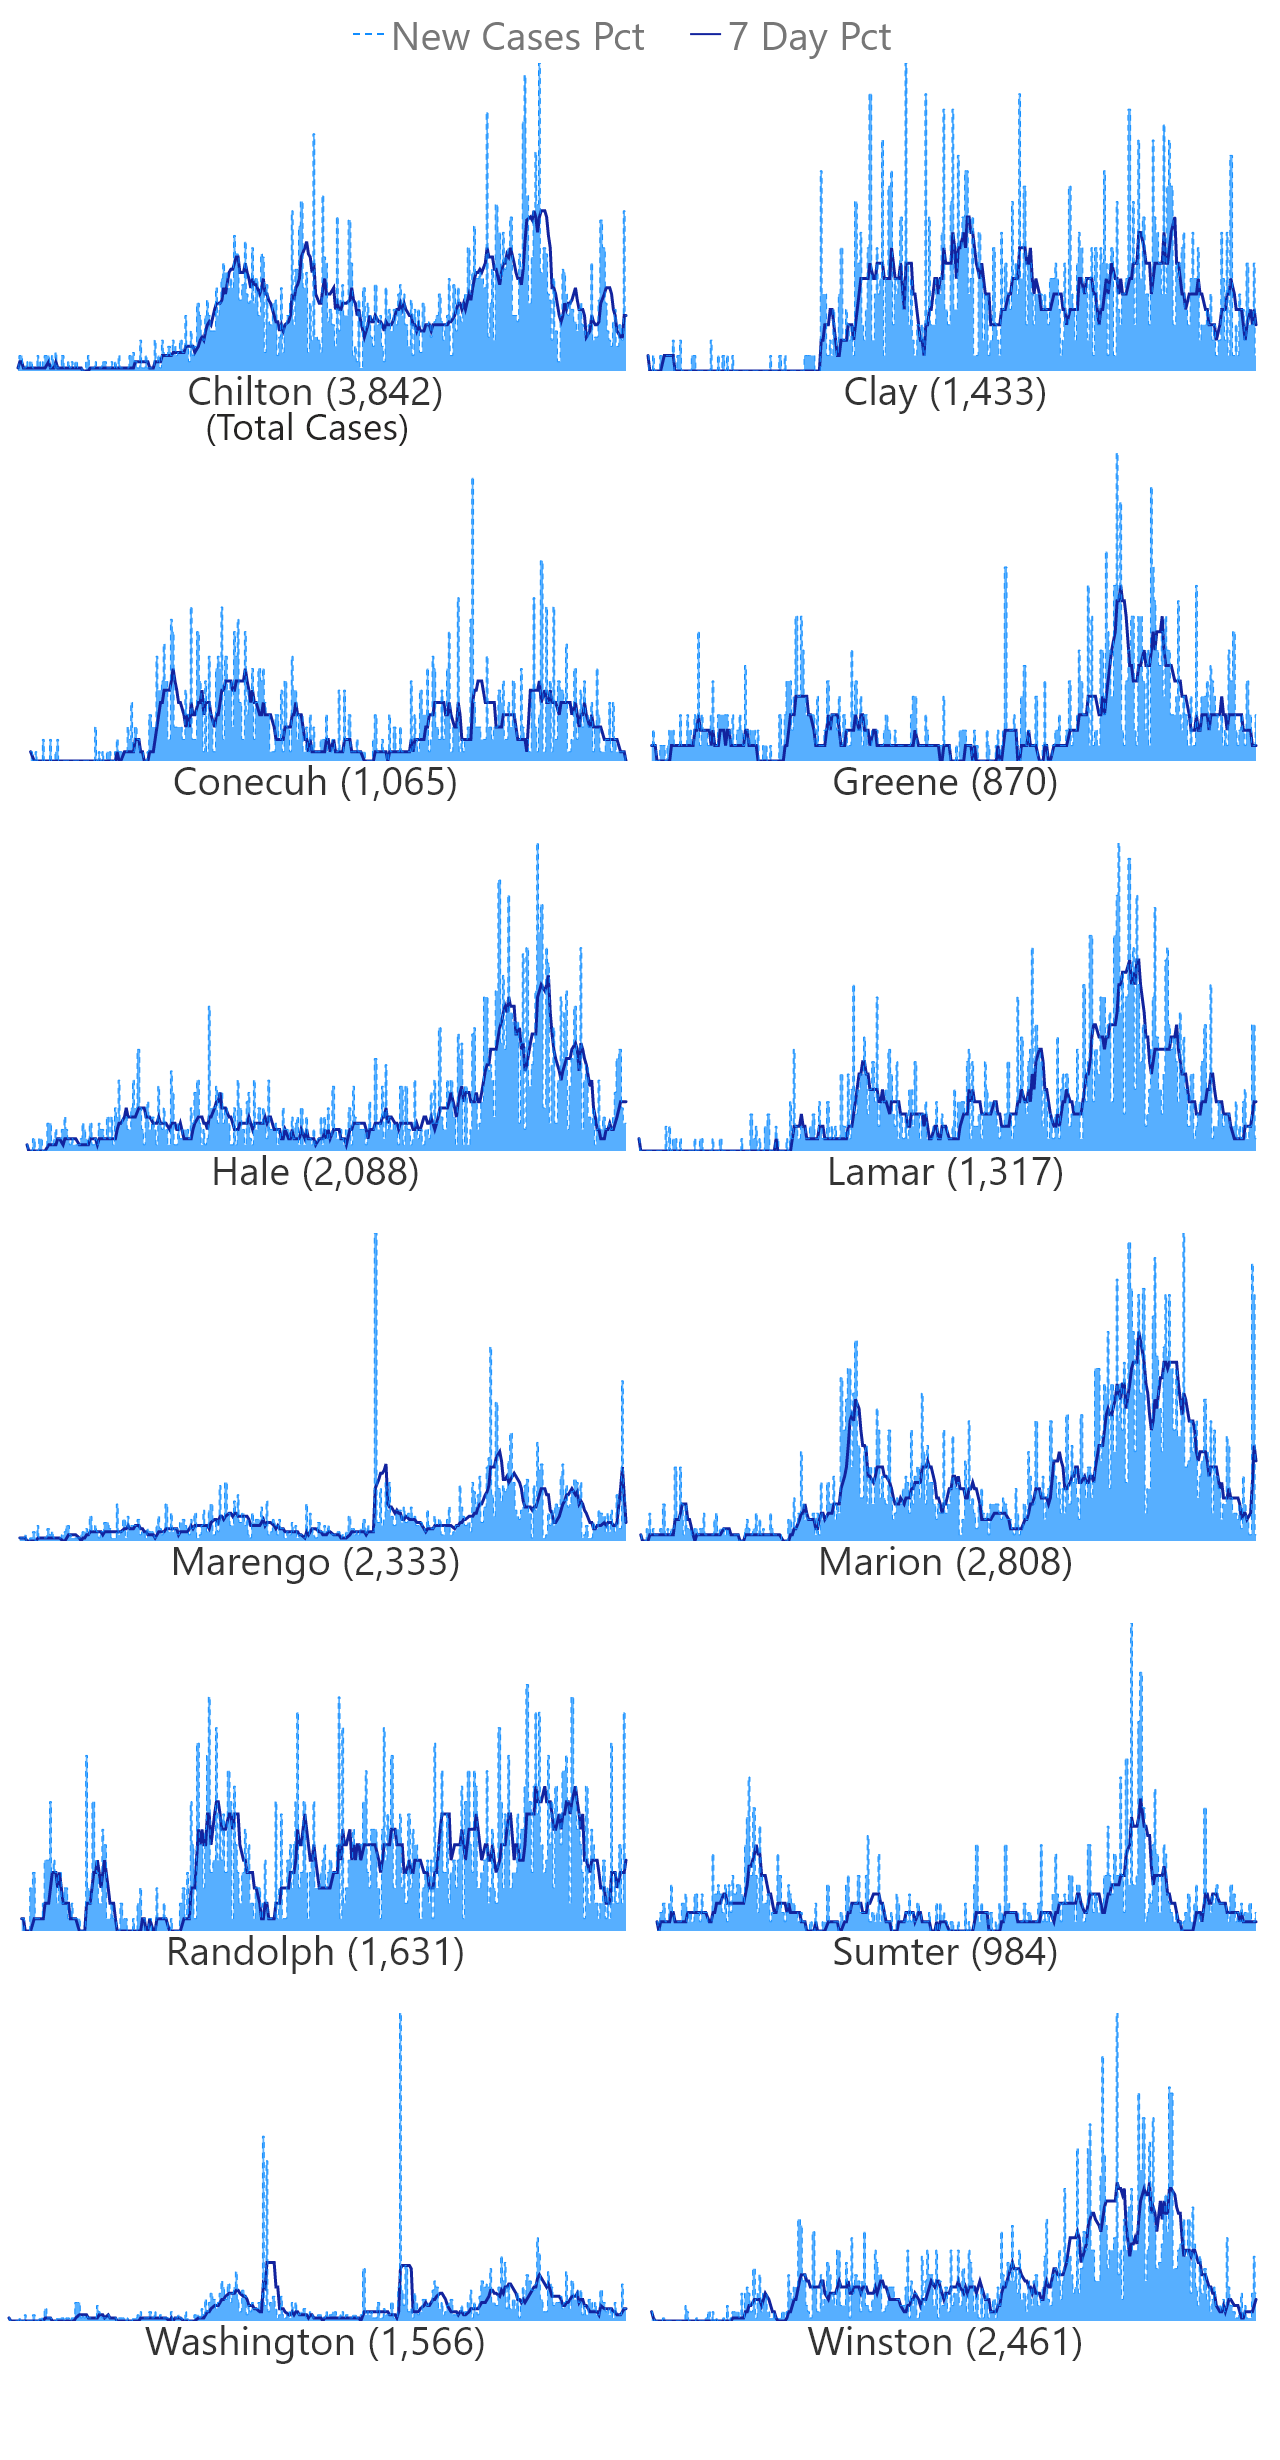 New Cases Pct 7 Day Pct
Chilton (3,842) Clay (1,433)
(Total Cases)
Conecuh (1,065) Greene (870)
Hale (2,088) Lamar (1,317)
Marengo (2,333) Marion (2,808)
Randolph (1,631) Sumter (984)
Washington (1,566) Winston (2,461)